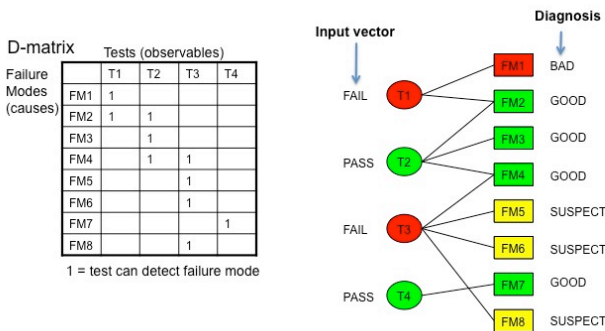 D-matrix
Tests (observables)
Failure
Modes
(causes)
T1 T2 T3 T4
FM1 1
FM2 1 1
FM3 1
FM4 1 1
FM5 1
FM6 1
FM7 1
FM8 1
1 = test can detect failure mode
Input vector
Diagnosis
FAIL T1
PASS T2
FAIL T3
PASS T4
FM1 BAD
FM2 GOOD
FM3 GOOD
FM4 GOOD
FM5 SUSPECT
FM6 SUSPECT
FM7 GOOD
FM8 SUSPECT